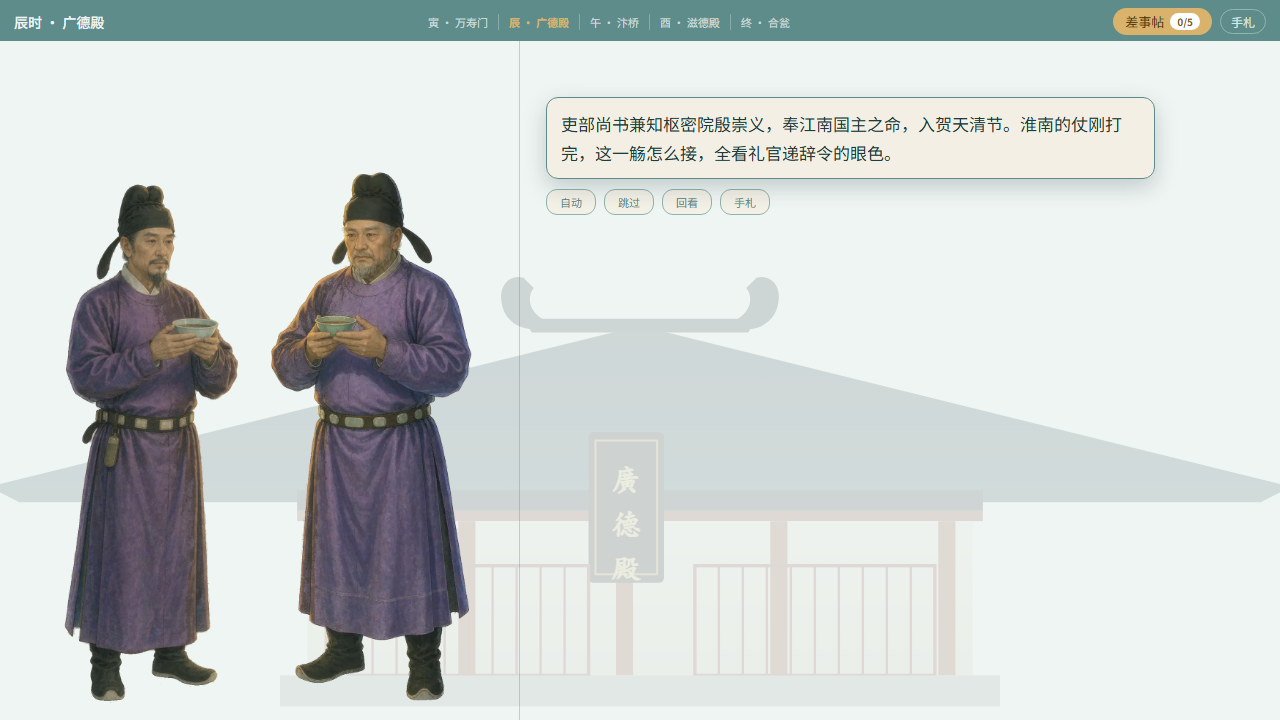 辰时 · 广德殿
寅 · 万寿门
辰 · 广德殿
午 · 汴桥
酉 · 滋德殿
终 · 合瓮
差事帖 0/5
手札
吏部尚书兼知枢密院殷崇义，奉江南国主之命，入贺天清节。淮南的仗刚打
完，这一觞怎么接，全看礼官递辞令的眼色。
自动
跳过
回看
手札
廣
德
殿